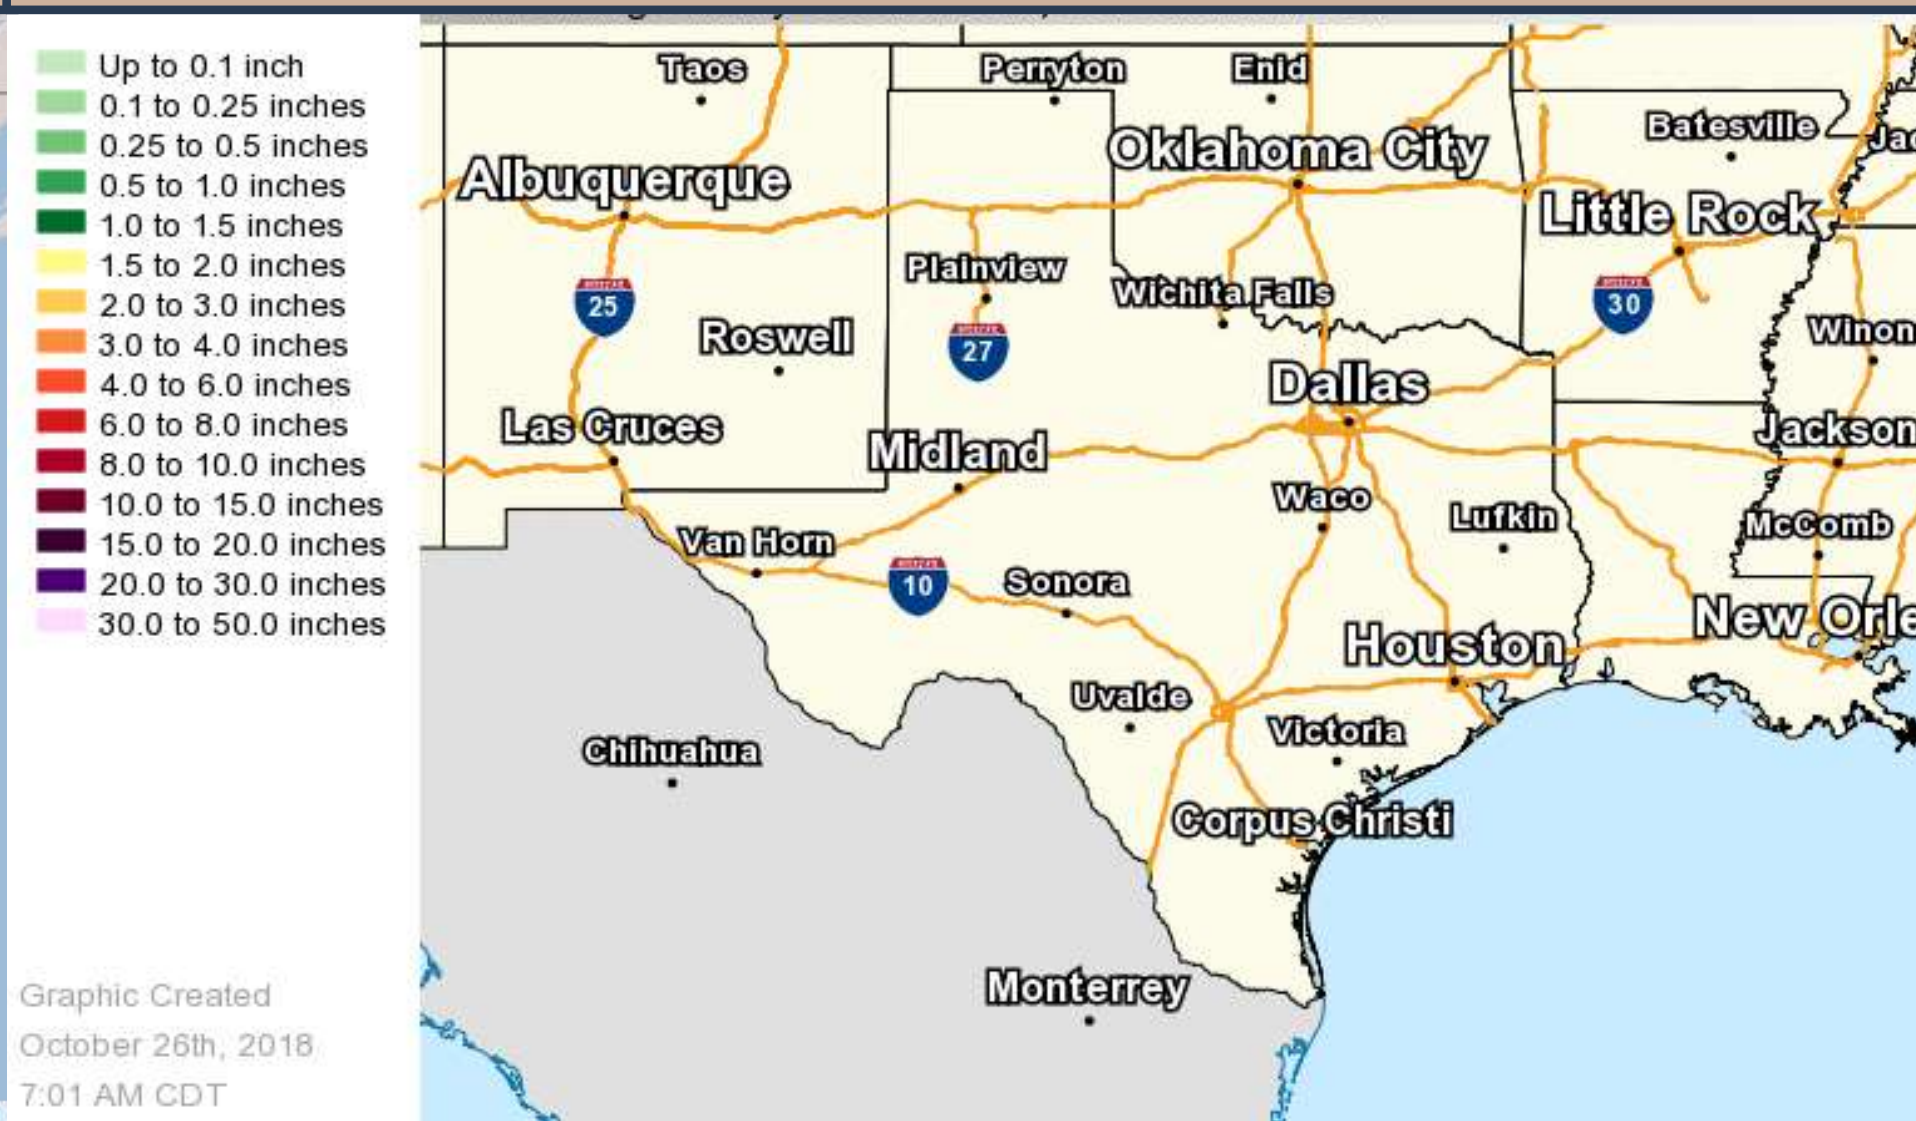 Up to 0.1 inch
0.1 to 0.25 inches
0.25 to 0.5 inches
0.5 to 1.0 inches
1.0 to 1.5 inches
1.5 to 2.0 inches
2.0 to 3.0 inches
3.0 to 4.0 inches
4.0 to 6.0 inches
6.0 to 8.0 inches
8.0 to 10.0 inches
10.0 to 15.0 inches
15.0 to 20.0 inches
20.0 to 30.0 inches
30.0 to 50.0 inches
Graphic Created
October 26th, 2018
7:01 AM CDT
Taos
Perryton
Enid
Batesville
Jac
Oklahoma City
Albuquerque
Little Rock
Plainview
Wichita Falls
25
30
Roswell
27
Winon
Dallas
Las Cruces
Midland
Jackson
Waco
Lufkin
McComb
Van Horn
10
Sonora
New Orle
Houston
Uvalde
Victoria
Chihuahua
Corpus Christi
Monterrey